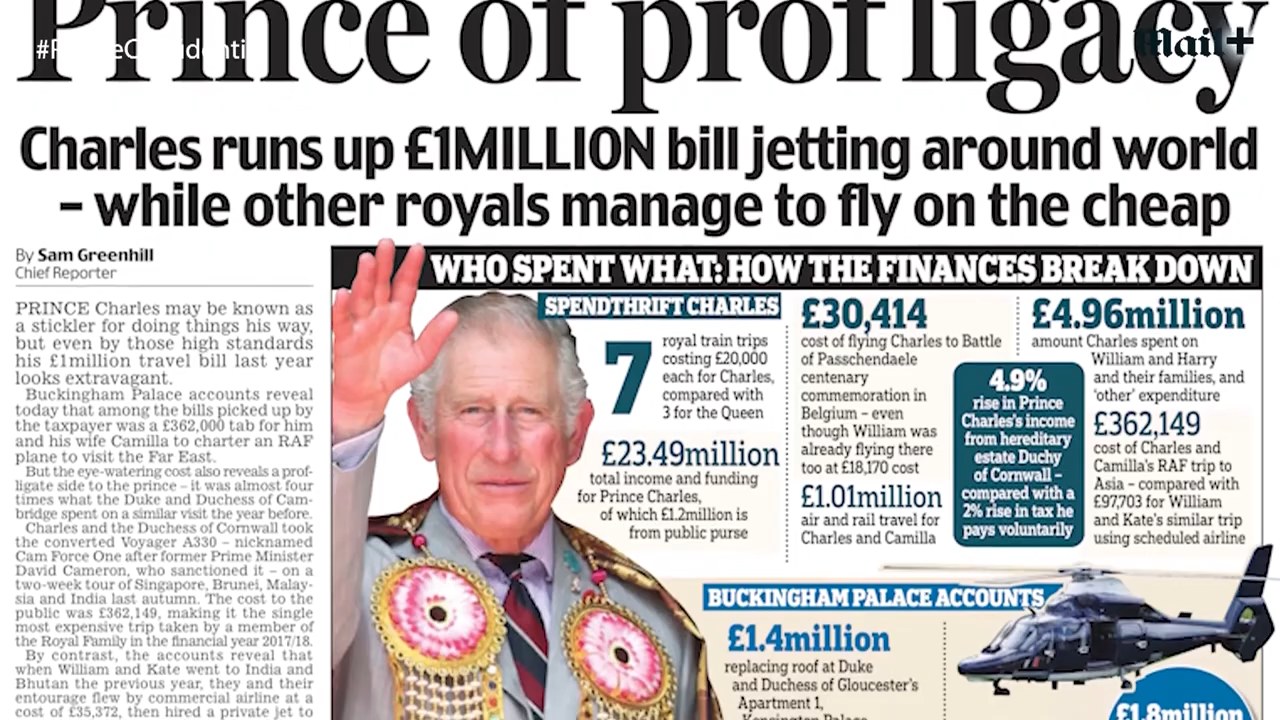 Prince of profligacy
Mail+
Charles runs up £1MILLION bill jetting around world
– while other royals manage to fly on the cheap
By Sam Greenhill
Chief Reporter
PRINCE Charles may be known as
a stickler for doing things his way,
but even by those high standards
his £1million travel bill last year
looks extravagant.
Buckingham Palace accounts reveal
today that among the bills picked up by
the taxpayer was a £362,000 tab for him
and his wife Camilla to charter an RAF
plane to visit the Far East.
But the eye-watering cost also reveals a prof-
ligate side to the prince – it was almost four
times what the Duke and Duchess of Cam-
bridge spent on a similar visit the year before.
Charles and the Duchess of Cornwall took
the converted Voyager A330 – nicknamed
Cam Force One after former Prime Minister
David Cameron, who sanctioned it – on a
two-week tour of Singapore, Brunei, Malay-
sia and India last autumn. The cost to the
public was £362,149, making it the single
most expensive trip taken by a member of
the Royal Family in the financial year 2017/18.
By contrast, the accounts reveal that
when William and Kate went to India and
Bhutan the previous year, they and their
entourage flew by commercial airline at a
cost of £35,372, then hired a private jet to
WHO SPENT WHAT: HOW THE FINANCES BREAK DOWN
SPENDTHRIFT CHARLES
7
royal train trips
costing £20,000
each for Charles,
compared with
3 for the Queen
£23.49million
total income and funding
for Prince Charles,
of which £1.2million is
from public purse
£30,414
cost of flying Charles to Battle
of Passchendaele
centenary
commemoration in
Belgium – even
though William was
already flying there
too at £18,170 cost
£1.01million
air and rail travel for
Charles and Camilla
4.9%
rise in Prince
Charles's income
from hereditary
estate Duchy
of Cornwall –
compared with a
2% rise in tax he
pays voluntarily
£4.96million
amount Charles spent on
William and Harry
and their families, and
‘other’ expenditure
£362,149
cost of Charles and
Camilla's RAF trip to
Asia – compared with
£97,703 for William
and Kate's similar trip
using scheduled airline
BUCKINGHAM PALACE ACCOUNTS
£1.4million
replacing roof at Duke
and Duchess of Gloucester's
Apartment 1,
Kensington Palace
£1.8million